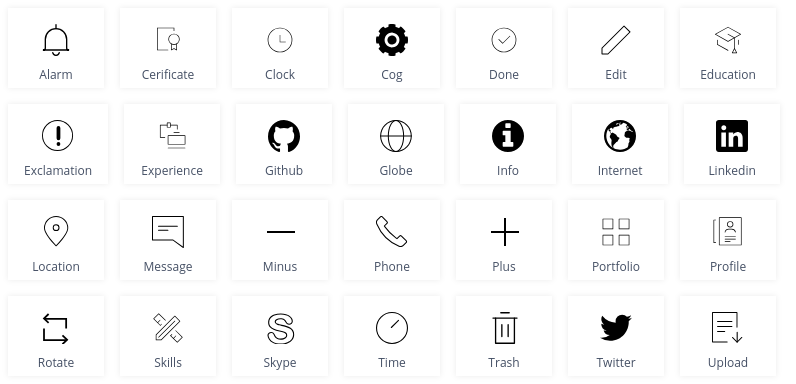 Alarm
Cerificate
Clock
Cog
Done
Edit
Education
Exclamation
Experience
Github
Globe
Info
Internet
Linkedin
Location
Message
Minus
Phone
Plus
Portfolio
Profile
Rotate
Skills
Skype
Time
Trash
Twitter
Upload